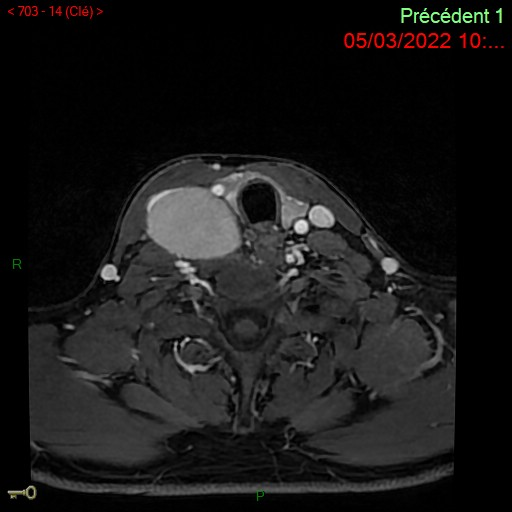 < 703 - 14 (Clé) >
Précédent 1
05/03/2022 10:...
R
P